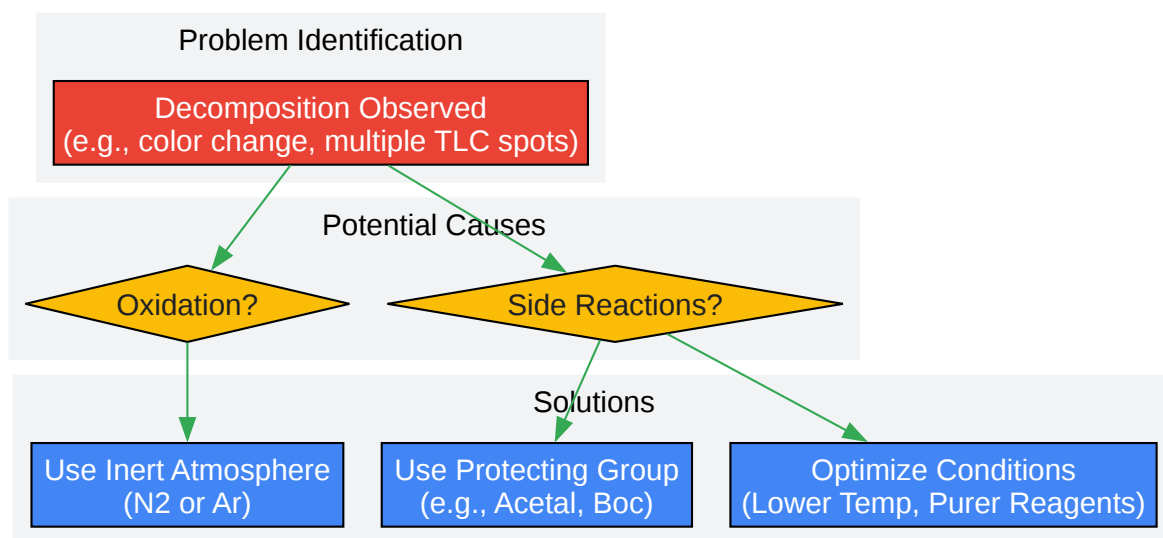 Problem Identification
Decomposition Observed
(e.g., color change, multiple TLC spots)
Potential Causes
Oxidation?
Side Reactions?
Solutions
Use Inert Atmosphere
(N2 or Ar)
Use Protecting Group
(e.g., Acetal, Boc)
Optimize Conditions
(Lower Temp, Purer Reagents)